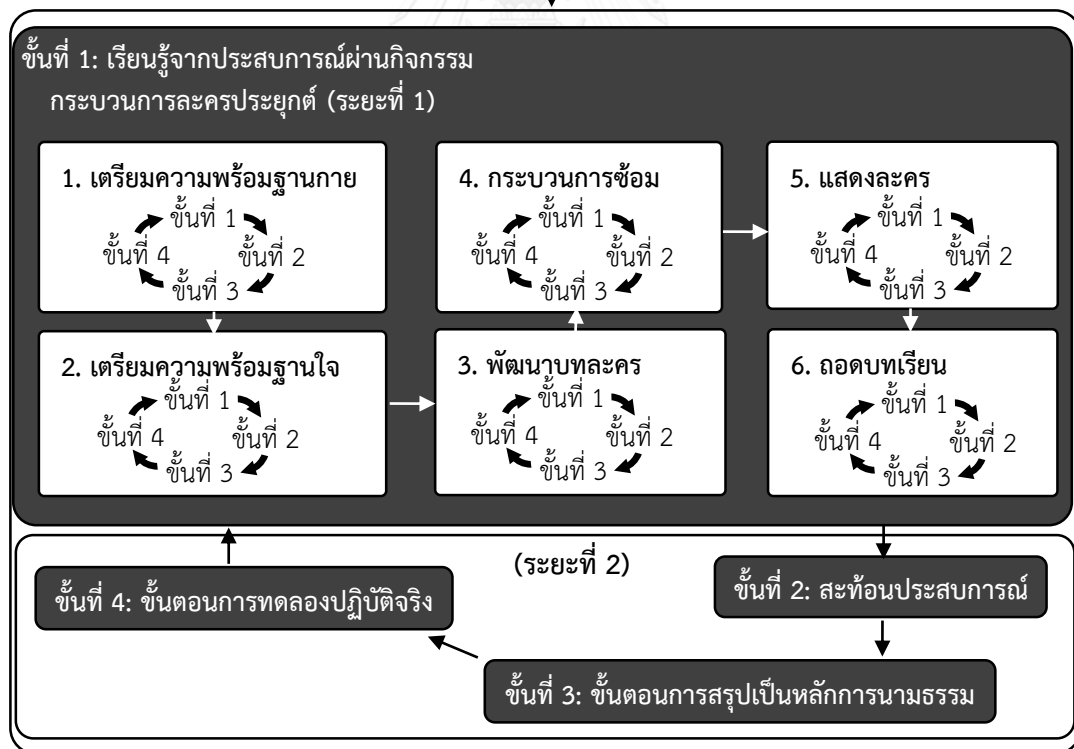 ขั้นที่ 1: เรียนรู้จากประสบการณ์ผ่านกิจกรรม
กระบวนการละครประยุกต์ (ระยะที่ 1)
1. เตรียมความพร้อมฐานกาย
ขั้นที่ 1
ขั้นที่ 2
ขั้นที่ 3
ขั้นที่ 4
2. เตรียมความพร้อมฐานใจ
ขั้นที่ 1
ขั้นที่ 2
ขั้นที่ 3
ขั้นที่ 4
3. พัฒนาบทละคร
ขั้นที่ 1
ขั้นที่ 2
ขั้นที่ 3
ขั้นที่ 4
4. กระบวนการซ้อม
ขั้นที่ 1
ขั้นที่ 2
ขั้นที่ 3
ขั้นที่ 4
5. แสดงละคร
ขั้นที่ 1
ขั้นที่ 2
ขั้นที่ 3
ขั้นที่ 4
6. ถอดบทเรียน
ขั้นที่ 1
ขั้นที่ 2
ขั้นที่ 3
ขั้นที่ 4
(ระยะที่ 2)
ขั้นที่ 2: สะท้อนประสบการณ์
ขั้นที่ 3: ขั้นตอนการสรุปเป็นหลักการนามธรรม
ขั้นที่ 4: ขั้นตอนการทดลองปฏิบัติจริง